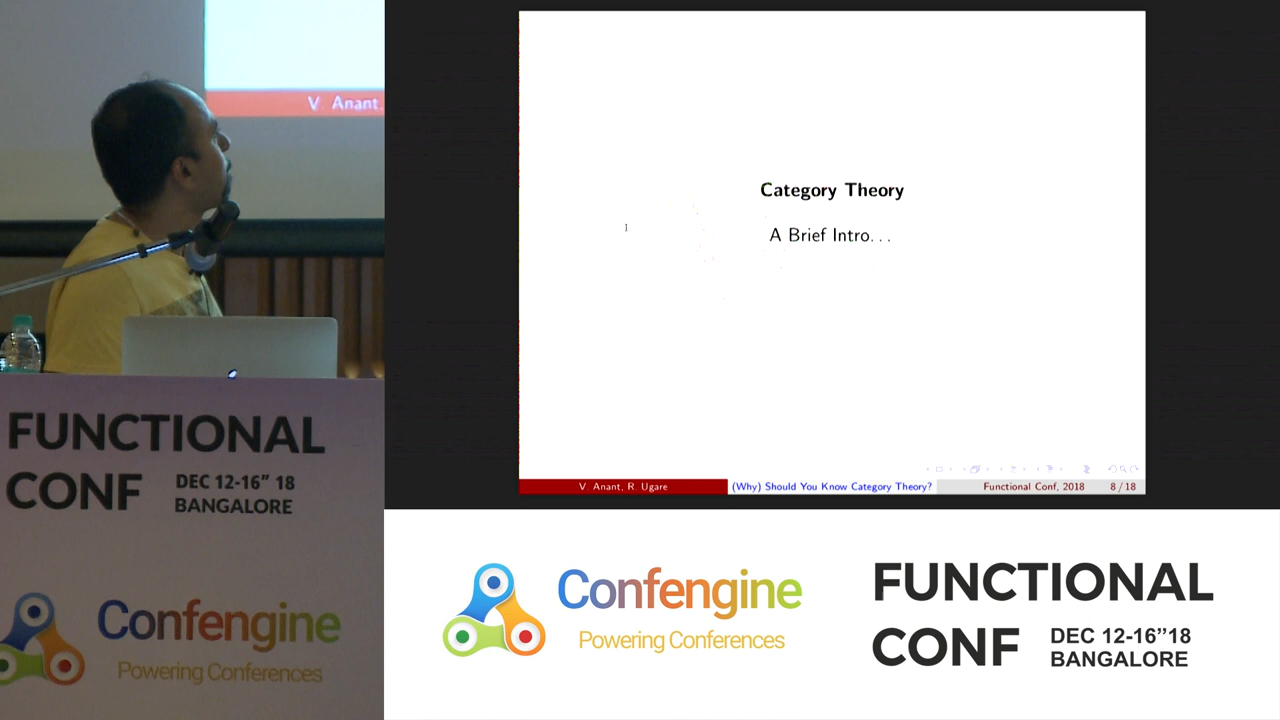 V. Anant,
FUNCTIONAL
CONF
DEC 12-16" 18
BANGALORE
Confengine
Powering Conferences
Category Theory
A Brief Intro...
V. Anant, R. Ugare
(Why) Should You Know Category Theory?
Functional Conf, 2018
8 / 18
Confengine
Powering Conferences
FUNCTIONAL
CONF
DEC 12-16"18
BANGALORE